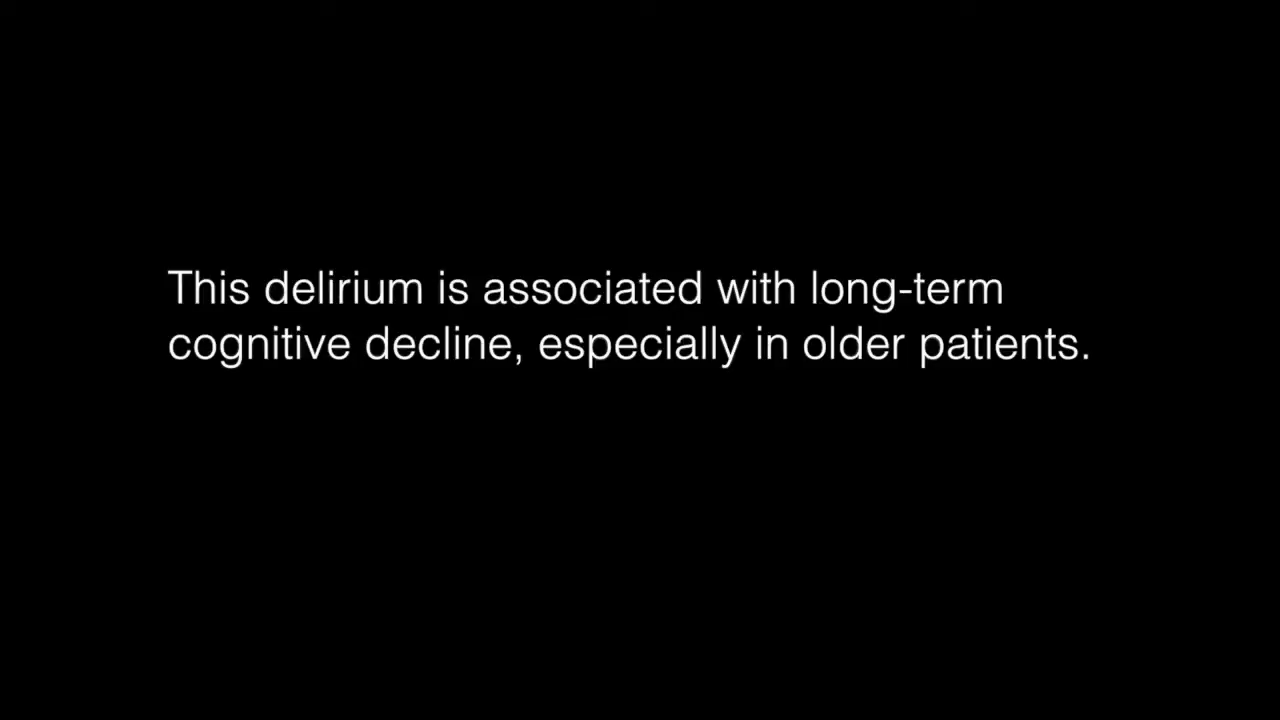 This delirium is associated with long-term
cognitive decline, especially in older patients.